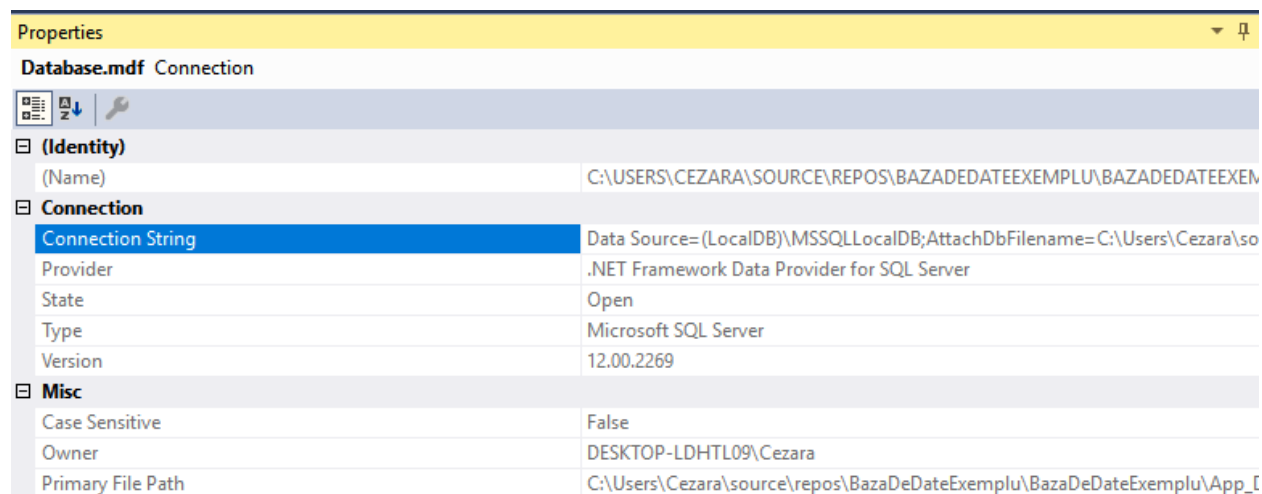 Properties
Database.mdf Connection
(Identity)
(Name) C:\USERS\CEZARA\SOURCE\REPOS\BAZADEDATEEXEMPLU\BAZADEDATEEXEM
Connection
Connection String Data Source=(LocalDB)\MSSQLLocalDB;AttachDbFilename=C:\Users\Cezara\so
Provider .NET Framework Data Provider for SQL Server
State Open
Type Microsoft SQL Server
Version 12.00.2269
Misc
Case Sensitive False
Owner DESKTOP-LDHTL09\Cezara
Primary File Path C:\Users\Cezara\source\repos\BazaDeDateExemplu\BazaDeDateExemplu\App_D